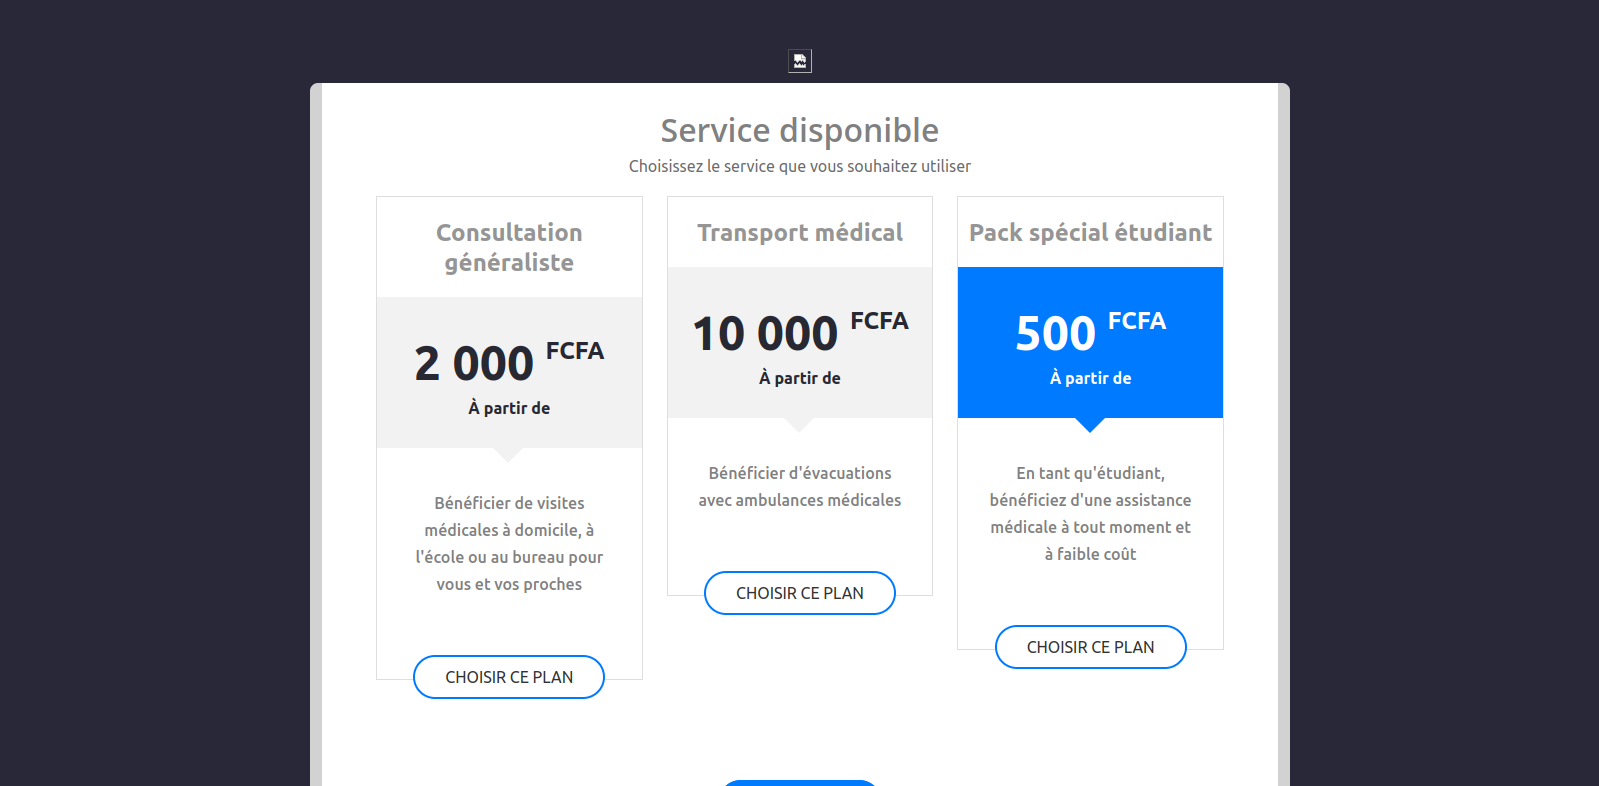 Service disponible
Choisissez le service que vous souhaitez utiliser
Consultation
généraliste
2 000 FCFA
À partir de
Bénéficier de visites
médicales à domicile, à
l'école ou au bureau pour
vous et vos proches
CHOISIR CE PLAN
Transport médical
10 000 FCFA
À partir de
Bénéficier d'évacuations
avec ambulances médicales
CHOISIR CE PLAN
Pack spécial étudiant
500 FCFA
À partir de
En tant qu'étudiant,
bénéficiez d'une assistance
médicale à tout moment et
à faible coût
CHOISIR CE PLAN